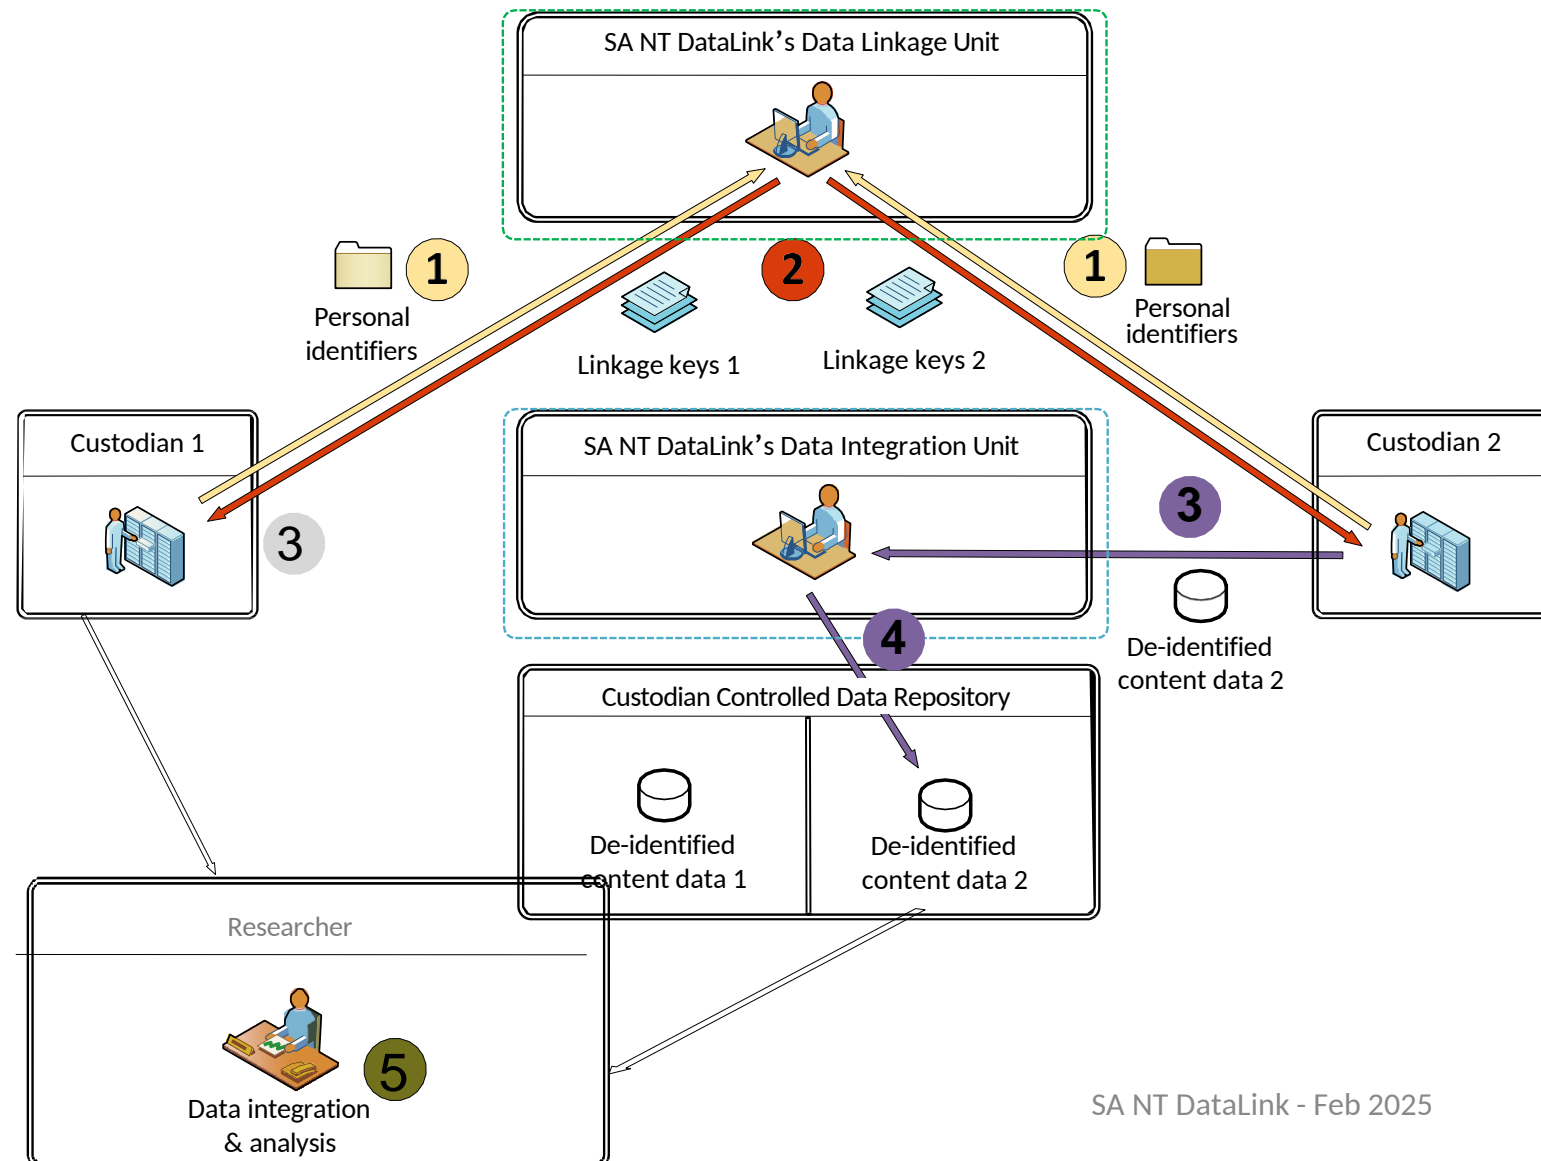 SA NT DataLink’s Data Linkage Unit
1
2
1
Personal
identifiers
Personal
identifiers
Linkage keys 1
Linkage keys 2
Custodian 1
SA NT DataLink’s Data Integration Unit
Custodian 2
3
3
4
De-identified
content data 2
Custodian Controlled Data Repository
De-identified
content data 1
De-identified
content data 2
Researcher
5
Data integration
& analysis
SA NT DataLink - Feb 2025